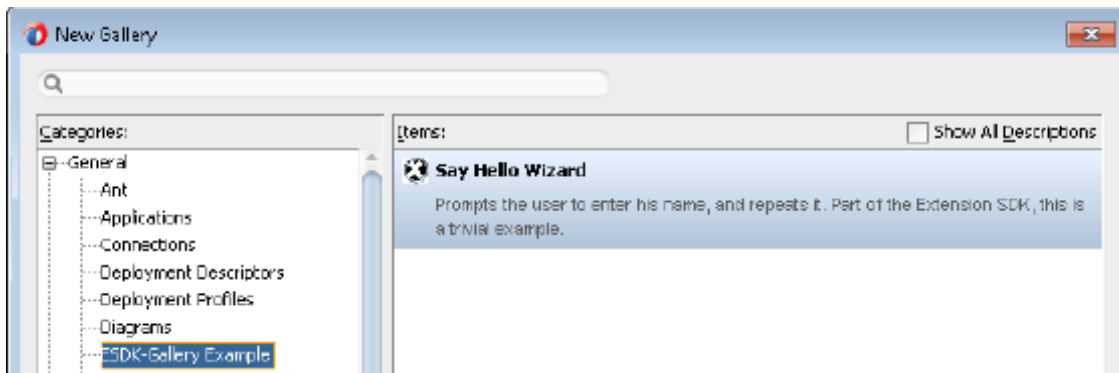 New Gallery
Categories:
General
Ant
Applications
Connections
Deployment Descriptors
Deployment Profiles
Diagrams
ESDK-Gallery Example
Items:
Show All Descriptions
Say Hello Wizard
Prompts the user to enter his name, and repeats it. Part of the Extension SDK, this is
a trivial example.